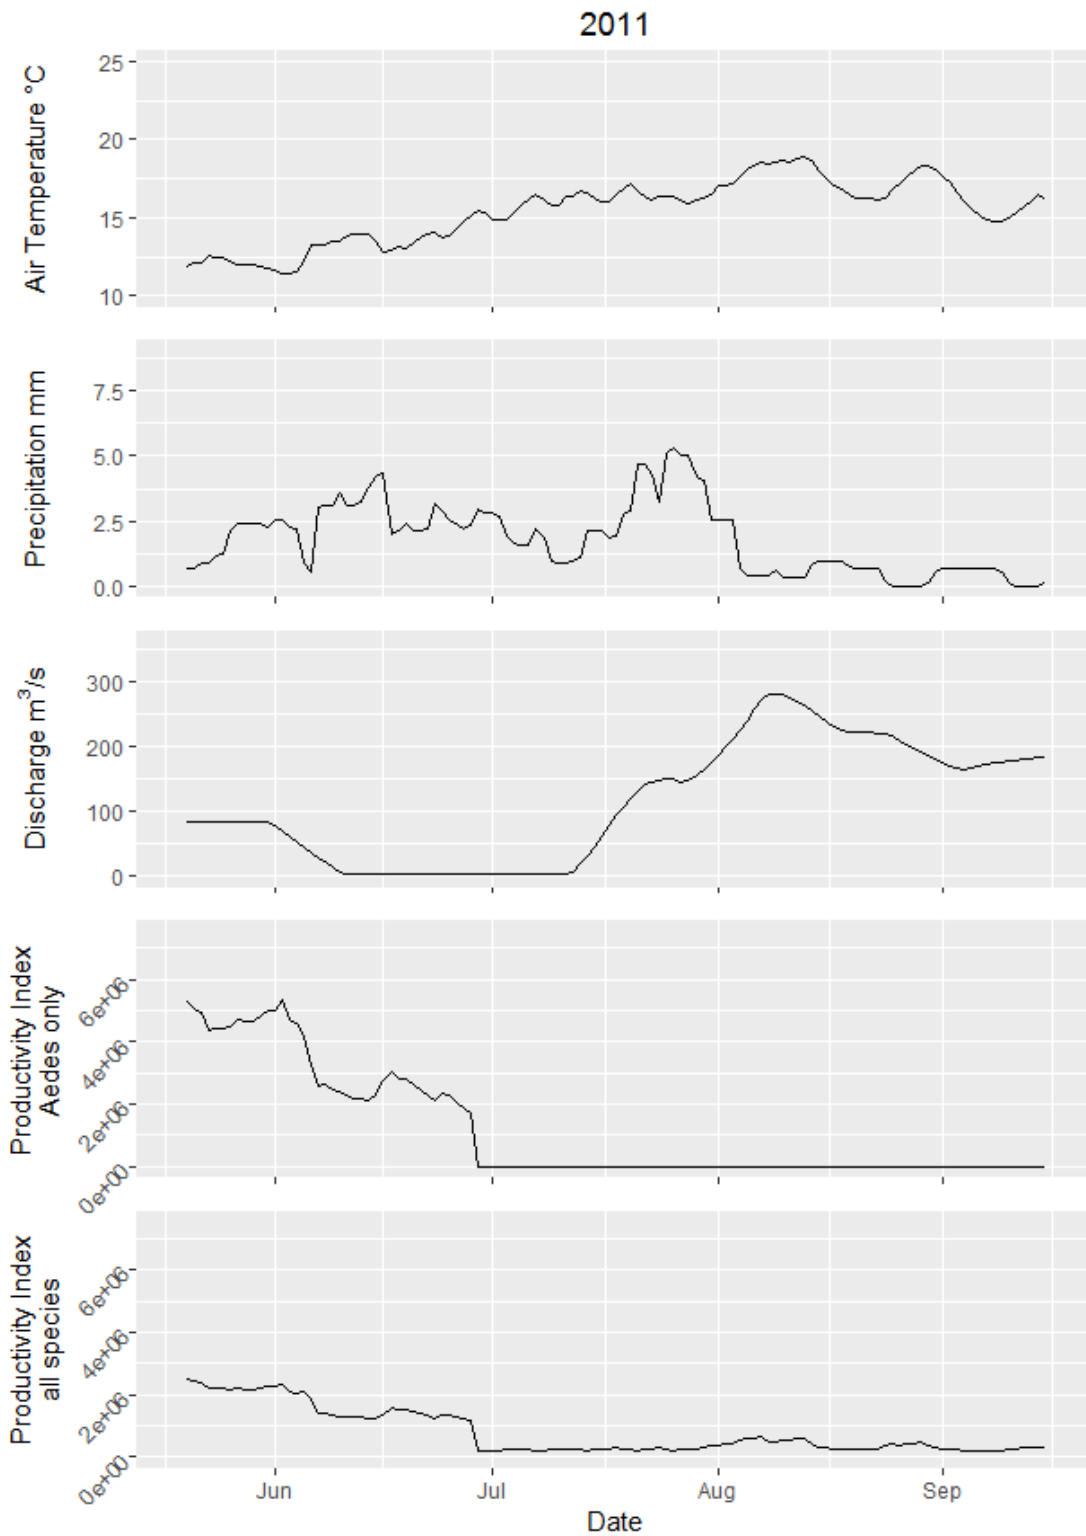 2011
Air Temperature °C
25
20
15
10
Precipitation mm
7.5
5.0
2.5
0.0
Discharge m³/s
300
200
100
0
Productivity Index
Aedes only
6e+06
4e+06
2e+06
0e+00
Productivity Index
all species
6e+06
4e+06
2e+06
0e+00
Jun Jul Aug Sep
Date